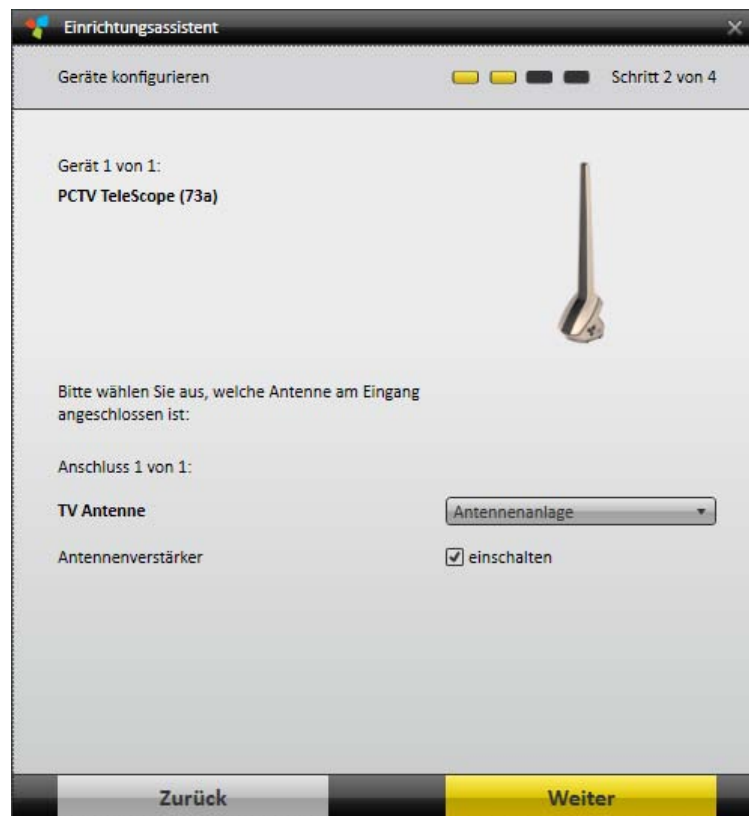 Einrichtungsassistent
Geräte konfigurieren
Schritt 2 von 4
Gerät 1 von 1:
PCTV TeleScope (73a)
Bitte wählen Sie aus, welche Antenne am Eingang
angeschlossen ist:
Anschluss 1 von 1:
TV Antenne
Antennenanlage
Antennenverstärker
einschalten
Zurück
Weiter